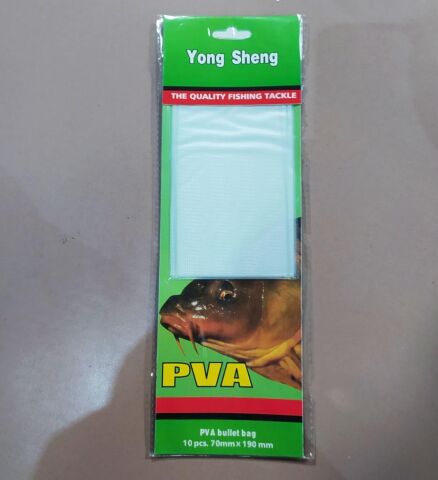 Yong Sheng
THE QUALITY FISHING TACKLE
PVA
PVA bullet bag
10 pcs. 70mm × 190 mm